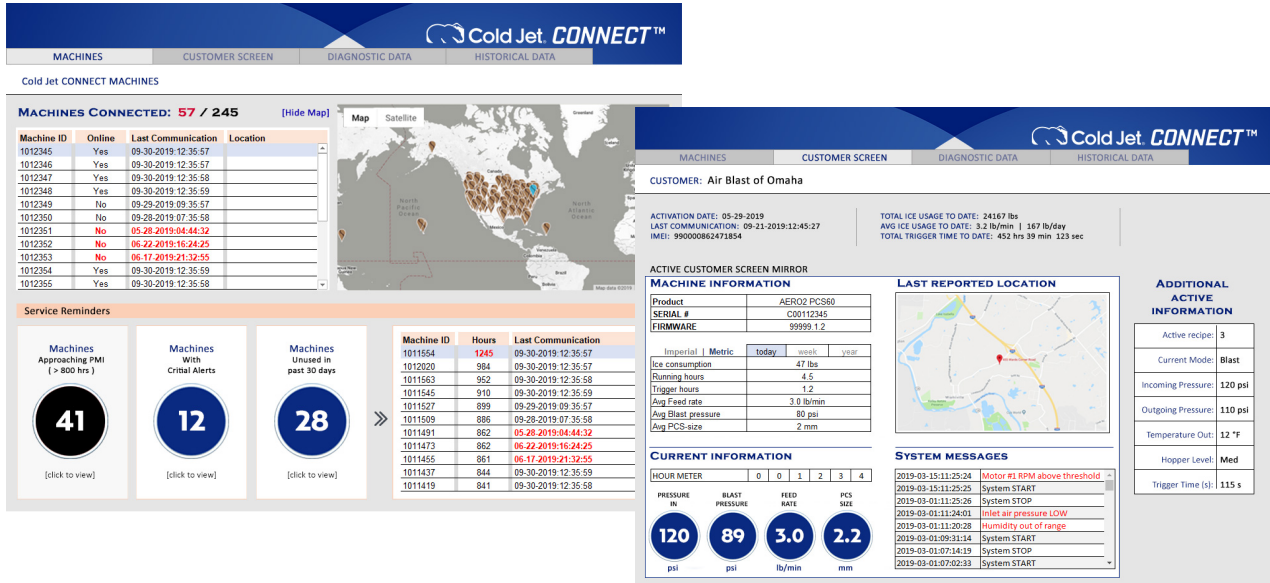 Cold Jet. CONNECT™
MACHINES CUSTOMER SCREEN DIAGNOSTIC DATA HISTORICAL DATA
Cold Jet CONNECT MACHINES
MACHINES CONNECTED: 57 / 245 [Hide Map]
Machine ID Online Last Communication Location
1012345 Yes 09-30-2019:12:35:57
1012346 Yes 09-30-2019:12:35:57
1012347 Yes 09-30-2019:12:35:58
1012348 Yes 09-30-2019:12:35:59
1012349 No 09-29-2019:09:35:57
1012350 No 09-28-2019:07:35:58
1012351 No 05-28-2019:04:44:32
1012352 No 06-22-2019:16:24:25
1012353 No 06-17-2019:21:32:55
1012354 Yes 09-30-2019:12:35:59
1012355 Yes 09-30-2019:12:35:58
Map Satellite
Greenland
Canada
North
Pacific
Ocean
North
Atlantic
Ocean
Mexico
Venezuela
Colombia
Peru
Brazil
Bolivia
Map data ©2019
Service Reminders
Machines
Approaching PMI
( > 800 hrs )
41
[click to view]
Machines
With
Critial Alerts
12
[click to view]
Machines
Unused in
past 30 days
28
[click to view]
Machine ID Hours Last Communication
1011554 1245 09-30-2019:12:35:57
1012020 984 09-30-2019:12:35:57
1011563 952 09-30-2019:12:35:58
1011545 910 09-30-2019:12:35:59
1011527 899 09-29-2019:09:35:57
1011509 886 09-28-2019:07:35:58
1011491 862 05-28-2019:04:44:32
1011473 862 06-22-2019:16:24:25
1011455 861 06-17-2019:21:32:55
1011437 844 09-30-2019:12:35:59
1011419 841 09-30-2019:12:35:58
Cold Jet. CONNECT™
MACHINES CUSTOMER SCREEN DIAGNOSTIC DATA HISTORICAL DATA
CUSTOMER: Air Blast of Omaha
ACTIVATION DATE: 05-29-2019
LAST COMMUNICATION: 09-21-2019:12:45:27
IMEI: 990000862471854
TOTAL ICE USAGE TO DATE: 24167 lbs
AVG ICE USAGE TO DATE: 3.2 lb/min | 167 lb/day
TOTAL TRIGGER TIME TO DATE: 452 hrs 39 min 123 sec
ACTIVE CUSTOMER SCREEN MIRROR
MACHINE INFORMATION
Product AERO2 PCS60
SERIAL # C00112345
FIRMWARE 99999.1.2
Imperial | Metric today week year
Ice consumption 47 lbs
Running hours 4.5
Trigger hours 1.2
Avg Feed rate 3.0 lb/min
Avg Blast pressure 80 psi
Avg PCS-size 2 mm
LAST REPORTED LOCATION
CURRENT INFORMATION
HOUR METER 0 0 1 2 3 4
PRESSURE
IN
120
psi
BLAST
PRESSURE
89
psi
FEED
RATE
3.0
lb/min
PCS
SIZE
2.2
mm
SYSTEM MESSAGES
2019-03-15:11:25:24 Motor #1 RPM above threshold
2019-03-15:11:25:25 System START
2019-03-01:11:25:26 System STOP
2019-03-01:11:24:01 Inlet air pressure LOW
2019-03-01:11:20:28 Humidity out of range
2019-03-01:09:31:14 System START
2019-03-01:07:14:19 System STOP
2019-03-01:07:02:33 System START
ADDITIONAL
ACTIVE
INFORMATION
Active recipe: 3
Current Mode: Blast
Incoming Pressure: 120 psi
Outgoing Pressure: 110 psi
Temperature Out: 12 °F
Hopper Level: Med
Trigger Time (s): 115 s